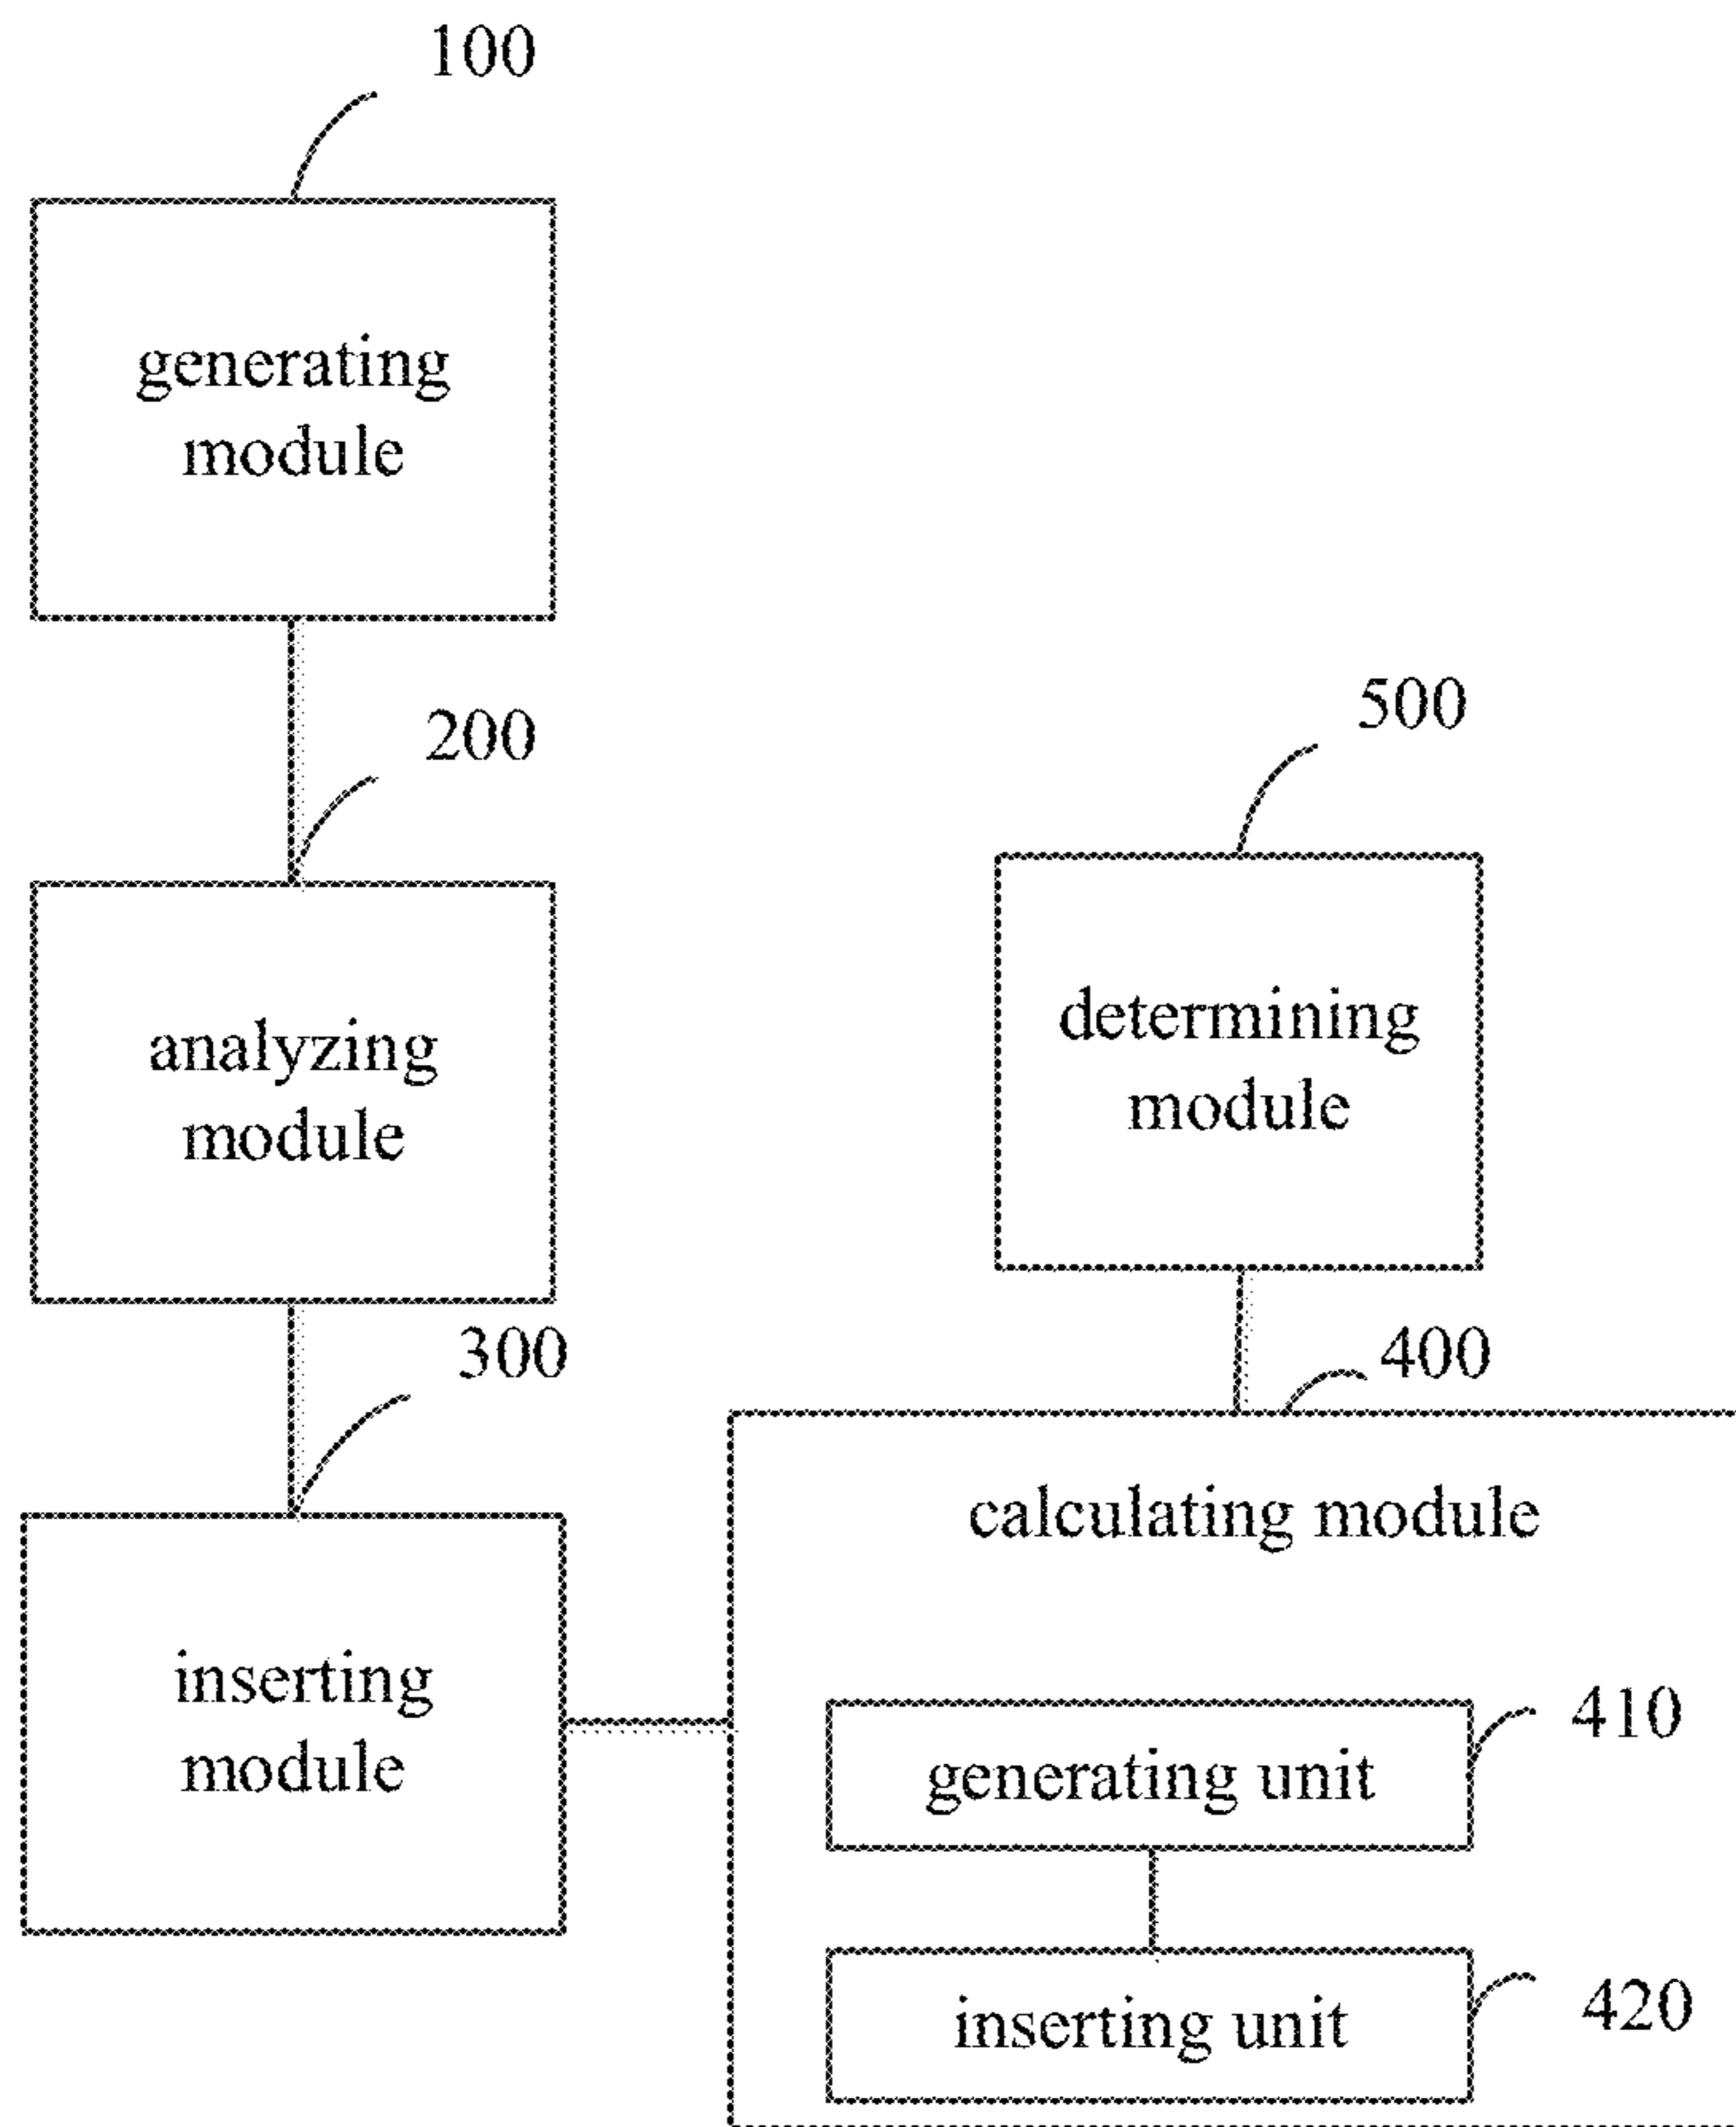 100
generating
module
200
analyzing
module
300
inserting
module
500
determining
module
400
calculating module
410
generating unit
420
inserting unit